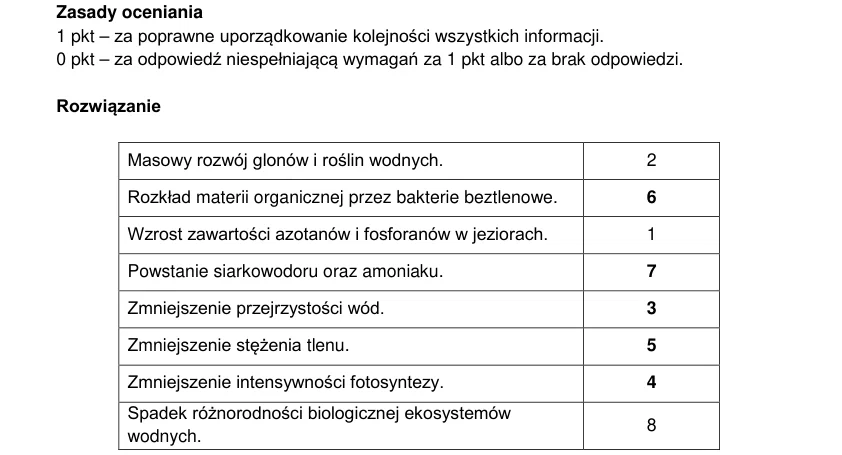 Zasady oceniania
1 pkt – za poprawne uporządkowanie kolejności wszystkich informacji.
0 pkt – za odpowiedź niespełniającą wymagań za 1 pkt albo za brak odpowiedzi.
Rozwiązanie
Masowy rozwój glonów i roślin wodnych. 2
Rozkład materii organicznej przez bakterie beztlenowe. 6
Wzrost zawartości azotanów i fosforanów w jeziorach. 1
Powstanie siarkowodoru oraz amoniaku. 7
Zmniejszenie przejrzystości wód. 3
Zmniejszenie stężenia tlenu. 5
Zmniejszenie intensywności fotosyntezy. 4
Spadek różnorodności biologicznej ekosystemów
wodnych. 8